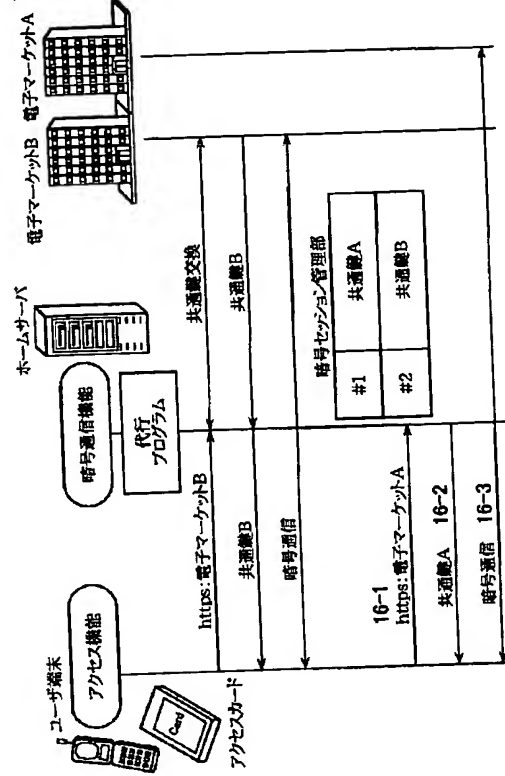 電子マーケットB 電子マーケットA
ホームサーバ
暗号通信機能
代行
プログラム
ユーザ端末
アクセス機能
Card
アクセスカード
https:電子マーケットB
共通鍵交換
共通鍵B
共通鍵B
暗号通信
暗号セッション管理部
#1 共通鍵A
#2 共通鍵B
16-1
https:電子マーケットA
共通鍵A 16-2
暗号通信 16-3